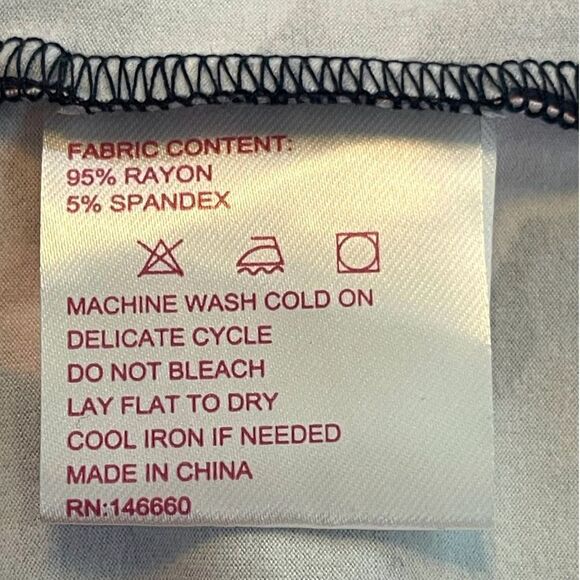 FABRIC CONTENT:
95% RAYON
5% SPANDEX
MACHINE WASH COLD ON
DELICATE CYCLE
DO NOT BLEACH
LAY FLAT TO DRY
COOL IRON IF NEEDED
MADE IN CHINA
RN:146660